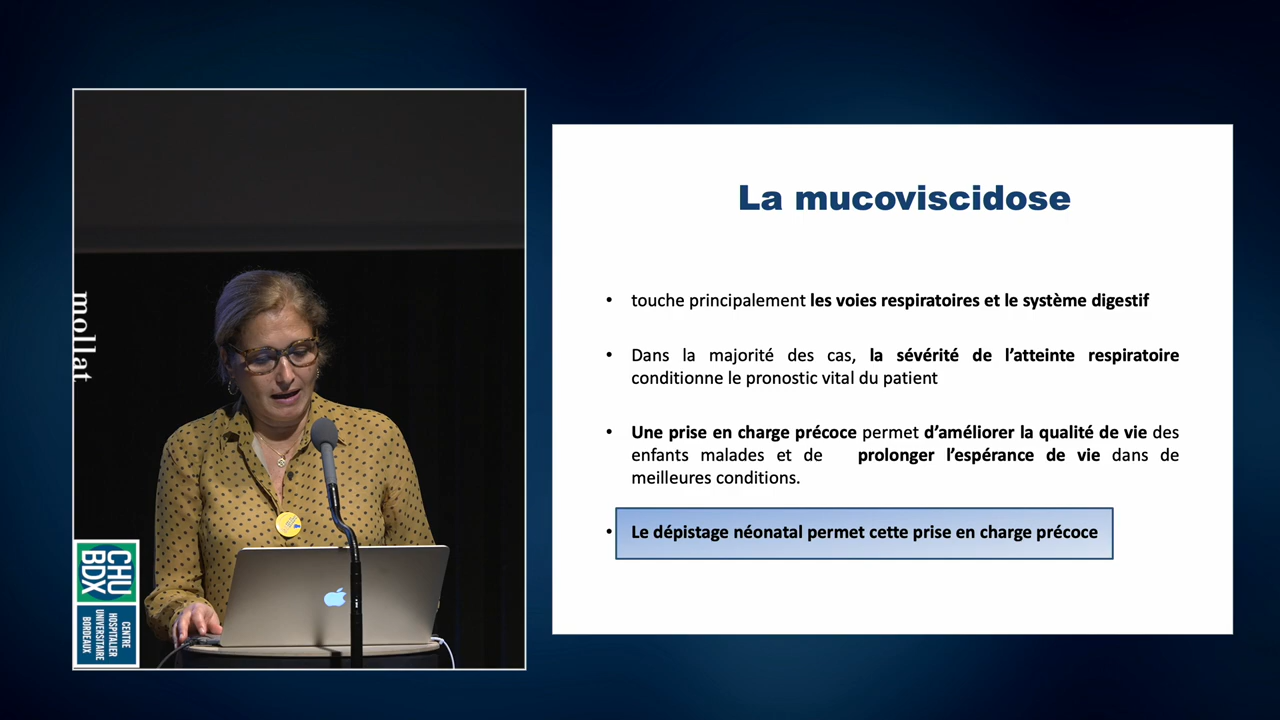 mollat
CHU
BDX
CENTRE
HOSPITALIER
UNIVERSITAIRE
BORDEAUX
La mucoviscidose
• touche principalement les voies respiratoires et le système digestif
• Dans la majorité des cas, la sévérité de l’atteinte respiratoire
conditionne le pronostic vital du patient
• Une prise en charge précoce permet d’améliorer la qualité de vie des
enfants malades et de prolonger l’espérance de vie dans de
meilleures conditions.
• Le dépistage néonatal permet cette prise en charge précoce